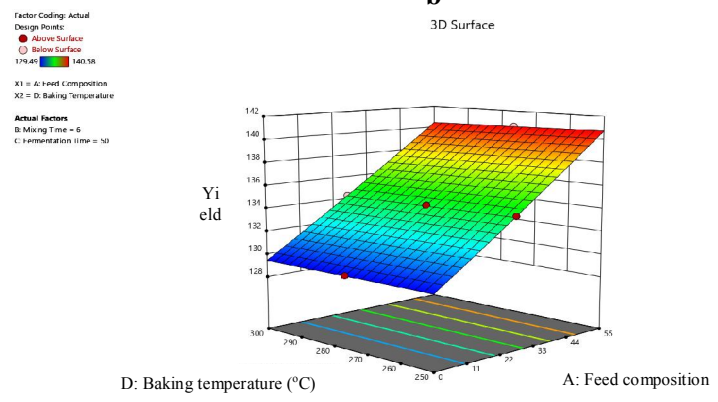 b
3D Surface
Factor Coding: Actual
Design Points:
Above Surface
Below Surface
129.49 140.58
X1 = A: Feed Composition
X2 = D: Baking Temperature
Actual Factors
B: Mixing Time = 6
C: Fermentation Time = 50
Yi
eld
142
140
138
136
134
132
130
128
300
290
280
270
260
250
0
11
22
33
44
55
D: Baking temperature (°C)
A: Feed composition